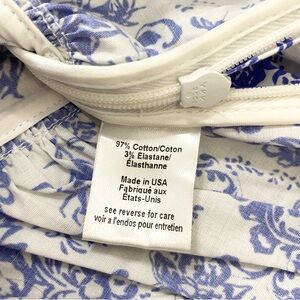 97% Cotton/Coton
3% Elastane/
Élasthanne
Made in USA
Fabriqué aux
États-Unis
see reverse for care
voir a l'endos pour entretien